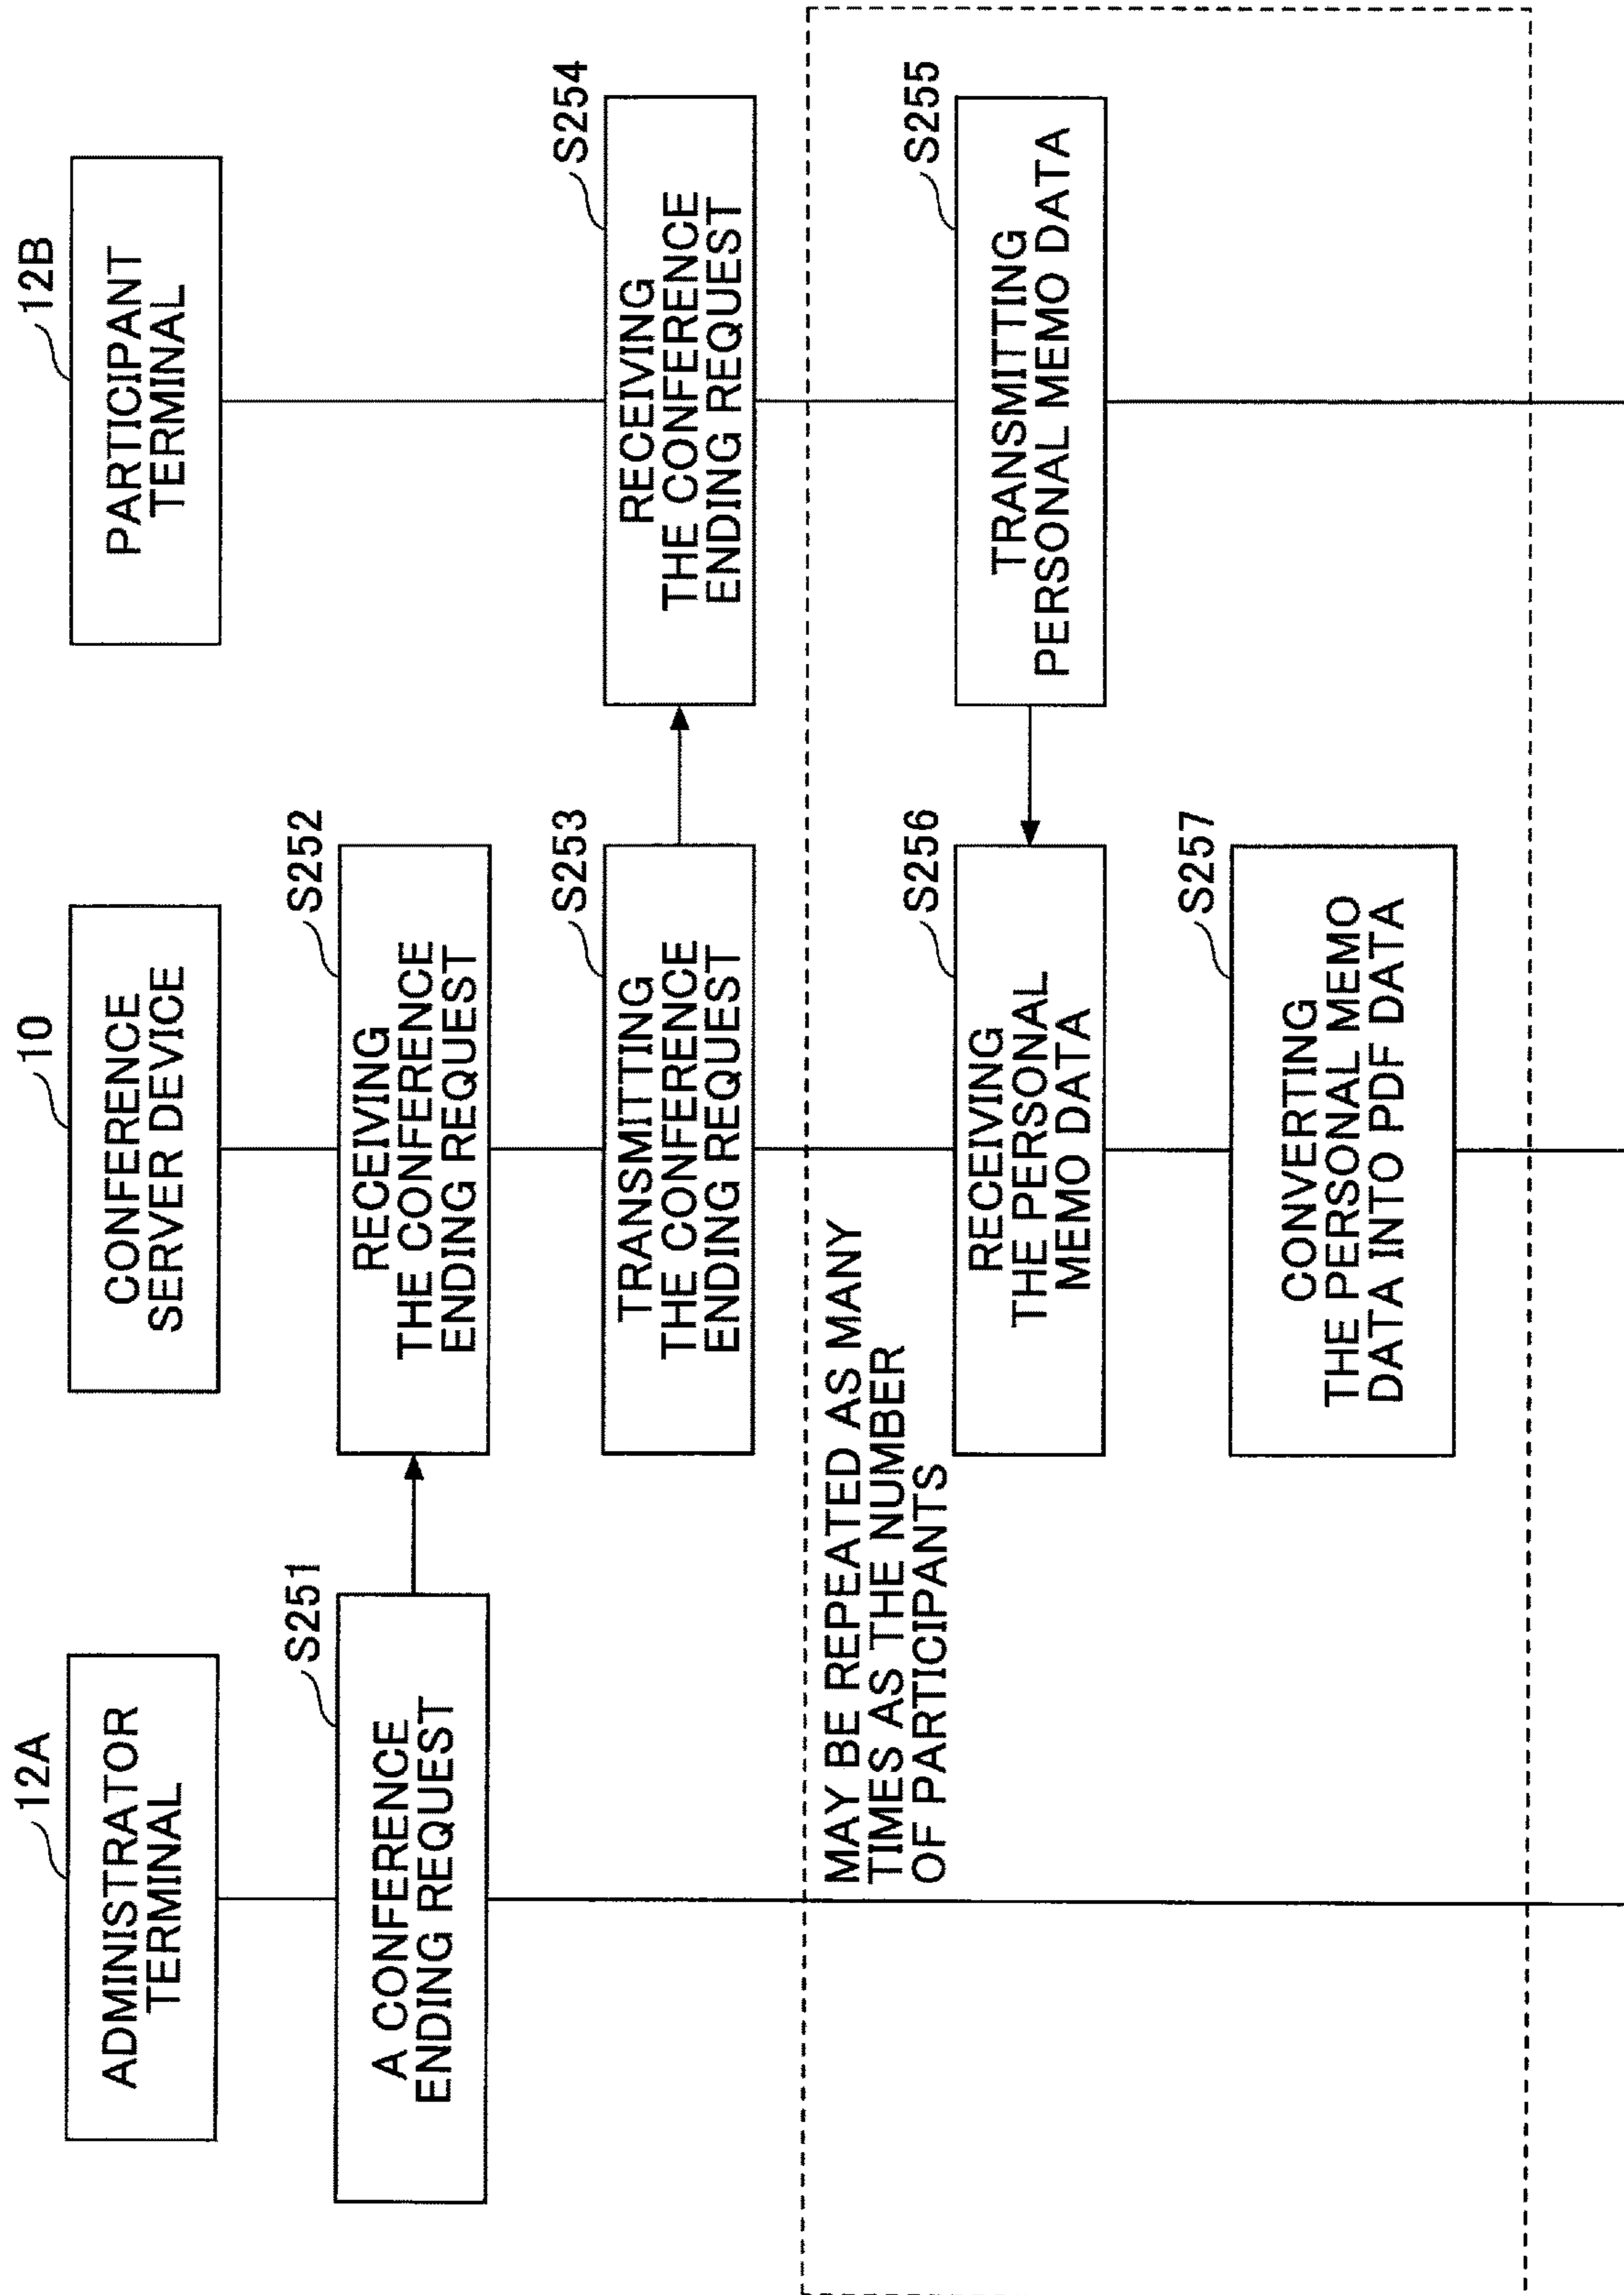 12A
ADMINISTRATOR
TERMINAL
10
CONFERENCE
SERVER DEVICE
12B
PARTICIPANT
TERMINAL
S251
A CONFERENCE
ENDING REQUEST
S252
RECEIVING
THE CONFERENCE
ENDING REQUEST
S253
TRANSMITTING
THE CONFERENCE
ENDING REQUEST
S254
RECEIVING
THE CONFERENCE
ENDING REQUEST
MAY BE REPEATED AS MANY
TIMES AS THE NUMBER
OF PARTICIPANTS
S255
TRANSMITTING
PERSONAL MEMO DATA
S256
RECEIVING
THE PERSONAL
MEMO DATA
S257
CONVERTING
THE PERSONAL MEMO
DATA INTO PDF DATA